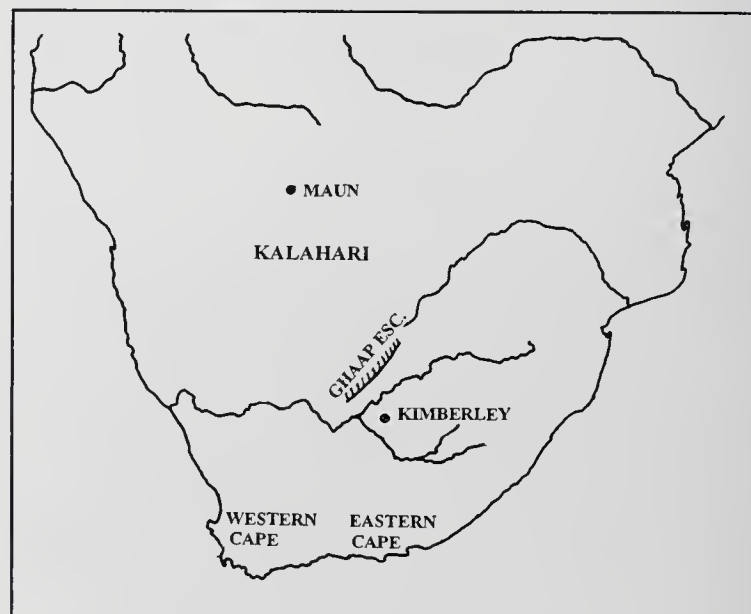 MAUN
KALAHARI
GHAAP ESC.
KIMBERLEY
WESTERN
CAPE
EASTERN
CAPE